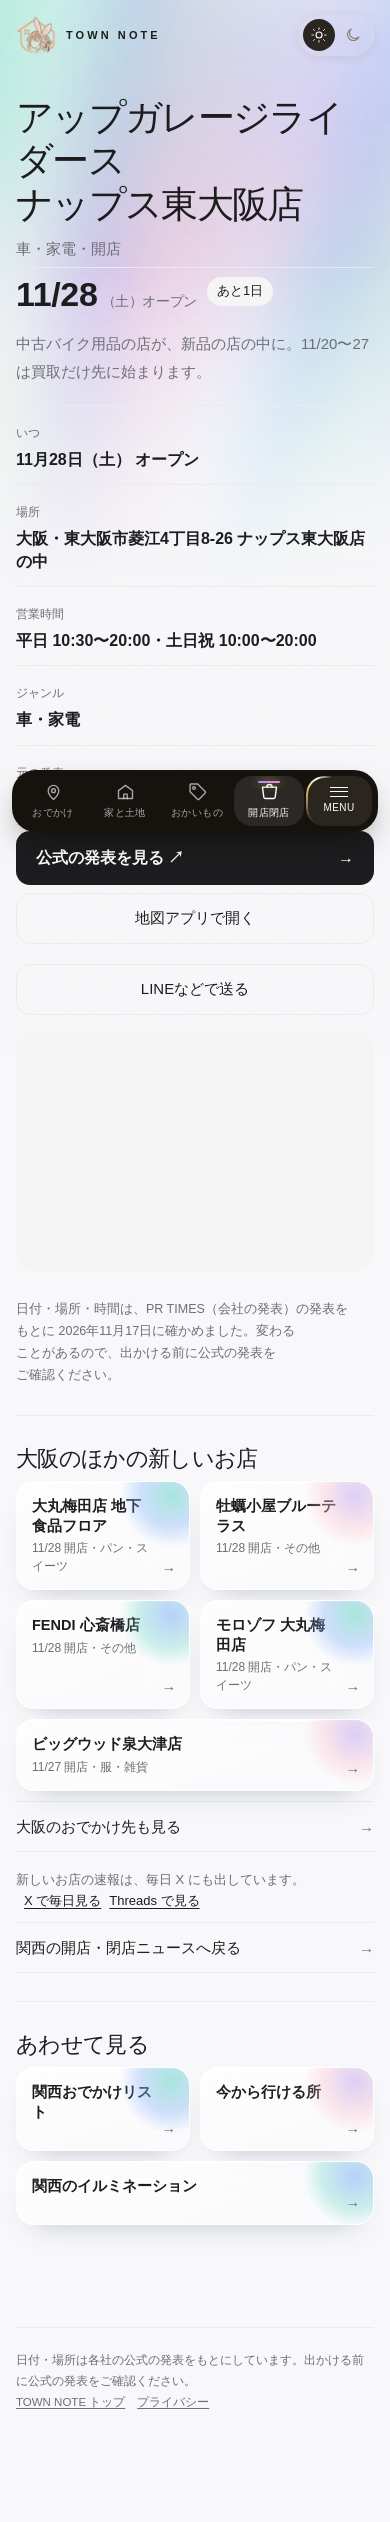 TOWN NOTE
アップガレージライ
ダース
ナップス東大阪店
車・家電・開店
11/28（土）オープン あと1日
中古バイク用品の店が、新品の店の中に。11/20〜27
は買取だけ先に始まります。
いつ
11月28日（土） オープン
場所
大阪・東大阪市菱江4丁目8-26 ナップス東大阪店
の中
営業時間
平日 10:30〜20:00・土日祝 10:00〜20:00
ジャンル
車・家電
おでかけ 家と土地 おかいもの 開店閉店 MENU
公式の発表を見る ↗ →
地図アプリで開く
LINEなどで送る
日付・場所・時間は、PR TIMES（会社の発表）の発表を
もとに 2026年11月17日に確かめました。変わる
ことがあるので、出かける前に公式の発表を
ご確認ください。
大阪のほかの新しいお店
大丸梅田店 地下
食品フロア
11/28 開店・パン・ス
イーツ →
牡蠣小屋ブルーテ
ラス
11/28 開店・その他 →
FENDI 心斎橋店
11/28 開店・その他 →
モロゾフ 大丸梅
田店
11/28 開店・パン・ス
イーツ →
ビッグウッド泉大津店
11/27 開店・服・雑貨 →
大阪のおでかけ先も見る →
新しいお店の速報は、毎日 X にも出しています。
X で毎日見る Threads で見る
関西の開店・閉店ニュースへ戻る →
あわせて見る
関西おでかけリス
ト →
今から行ける所 →
関西のイルミネーション →
日付・場所は各社の公式の発表をもとにしています。出かける前
に公式の発表をご確認ください。
TOWN NOTE トップ プライバシー